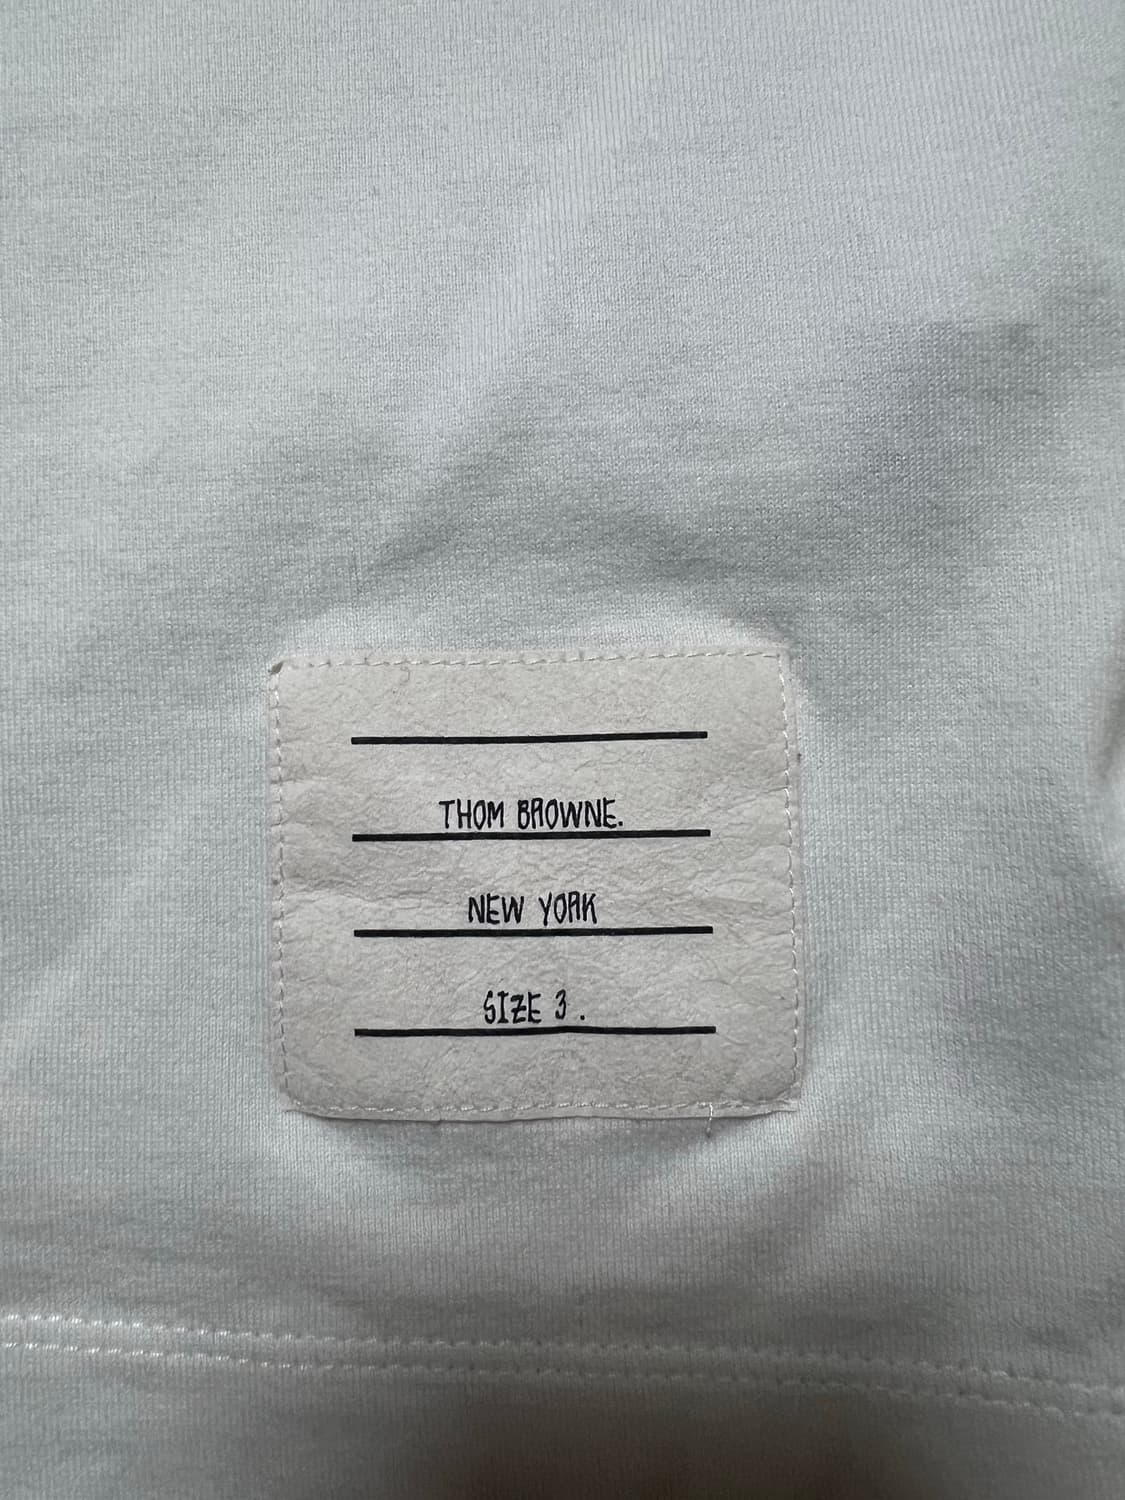 THOM BROWNE.
NEW YORK
SIZE 3 .